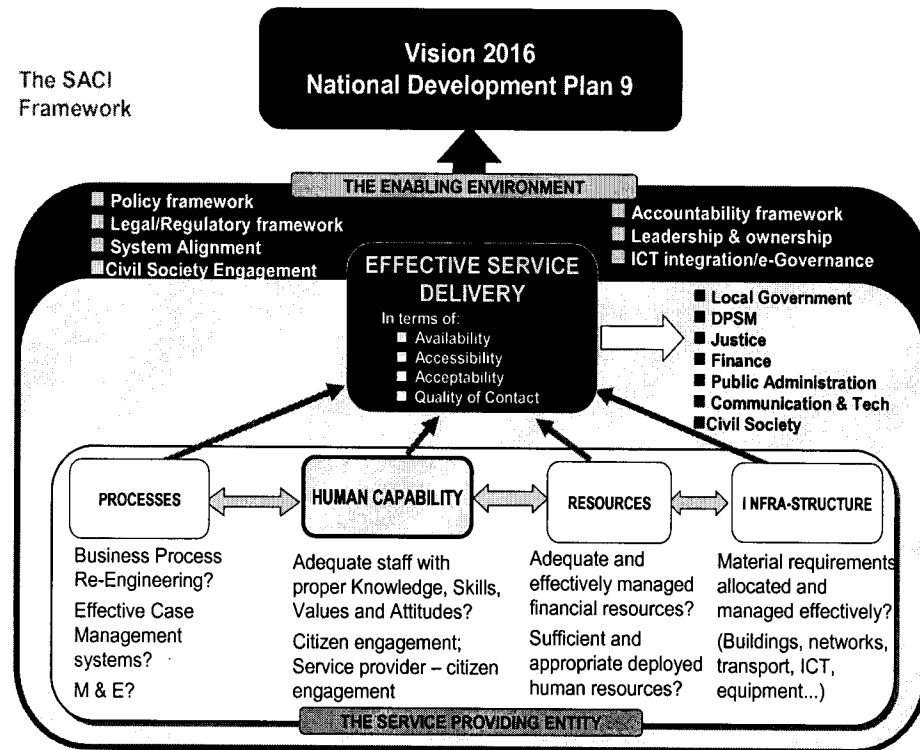 The SACI
Framework
Vision 2016
National Development Plan 9
THE ENABLING ENVIRONMENT
Policy framework
Legal/Regulatory framework
System Alignment
Civil Society Engagement
Accountability framework
Leadership & ownership
ICT integration/e-Governance
EFFECTIVE SERVICE
DELIVERY
In terms of:
Availability
Accessibility
Acceptability
Quality of Contact
Local Government
DPSM
Justice
Finance
Public Administration
Communication & Tech
Civil Society
PROCESSES
HUMAN CAPABILITY
RESOURCES
I NFRA-STRUCTURE
Business Process
Re-Engineering?
Effective Case
Management
systems?
M & E?
Adequate staff with
proper Knowledge, Skills,
Values and Attitudes?
Citizen engagement;
Service provider – citizen
engagement
Adequate and
effectively managed
financial resources?
Sufficient and
appropriate deployed
human resources?
Material requirements
allocated and
managed effectively?
(Buildings, networks,
transport, ICT,
equipment...)
THE SERVICE PROVIDING ENTITY